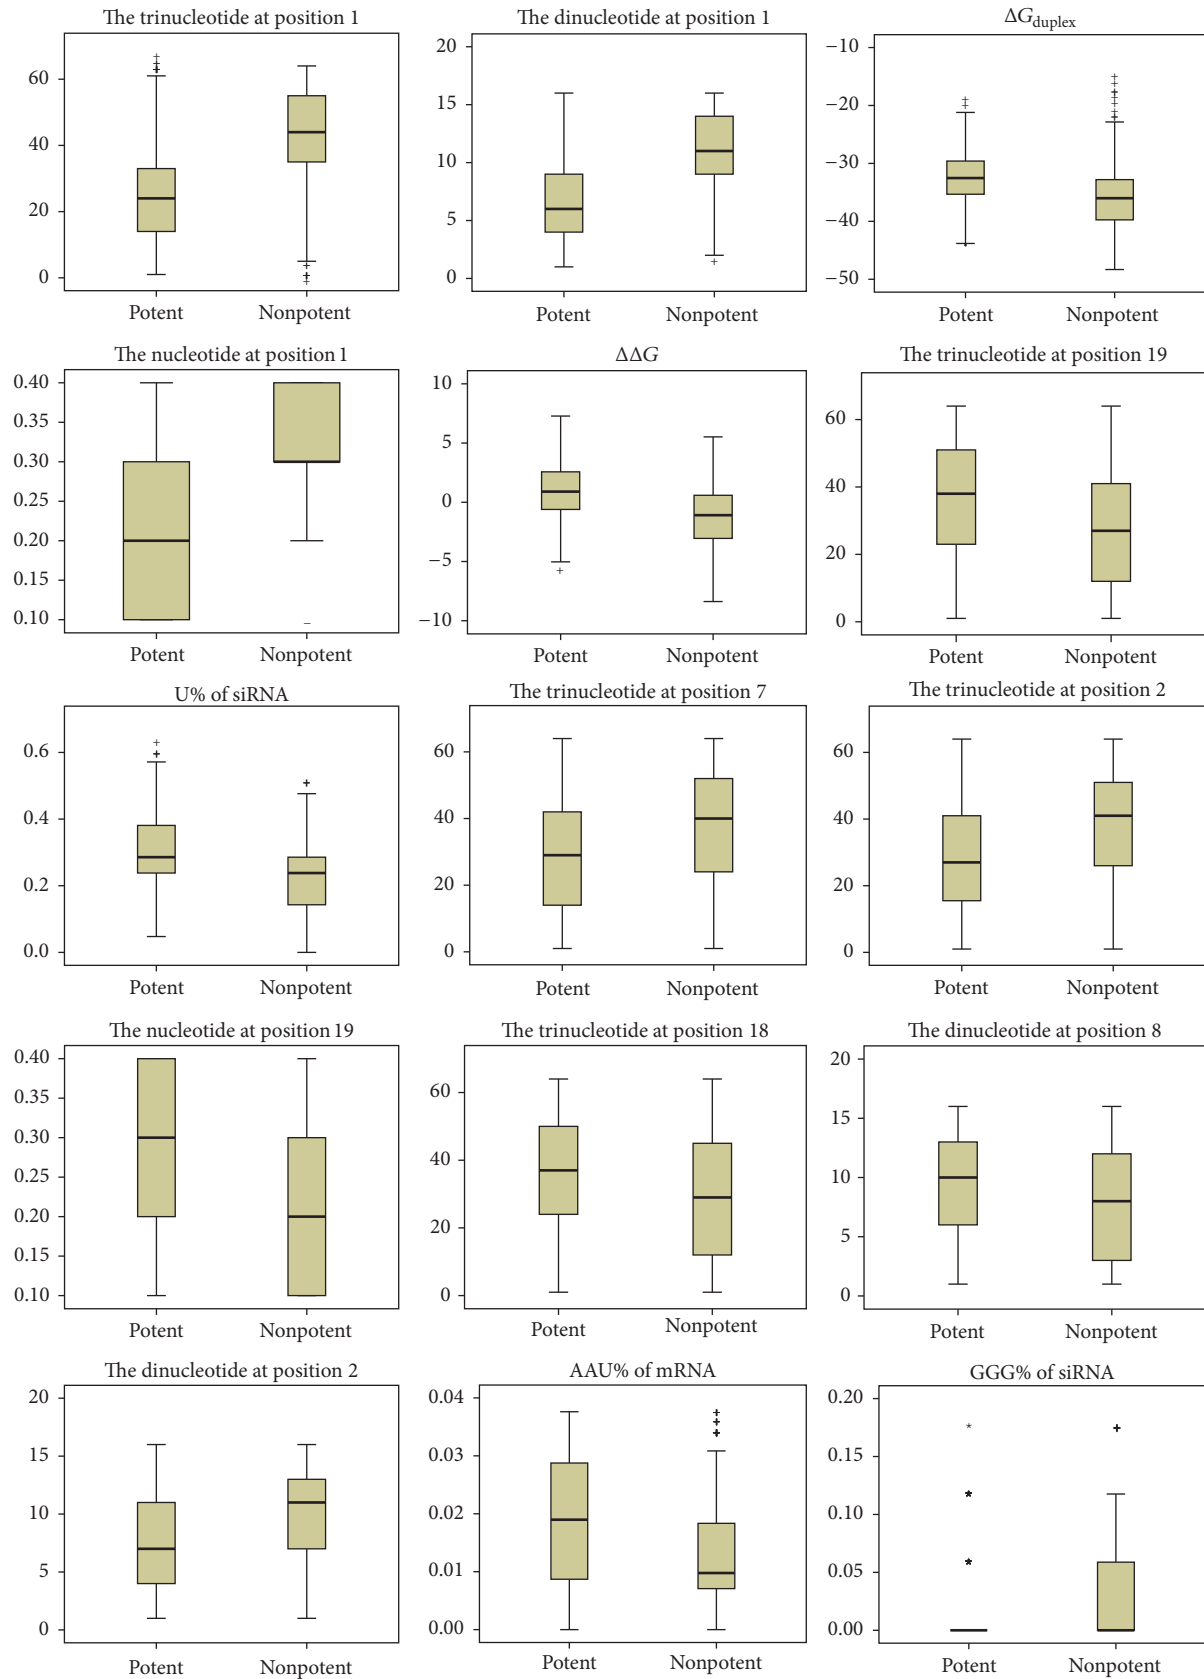 The trinucleotide at position 1
60
40
20
0
Potent Nonpotent
The dinucleotide at position 1
20
15
10
5
0
Potent Nonpotent
ΔG duplex
−10
−20
−30
−40
−50
Potent Nonpotent
The nucleotide at position 1
0.40
0.35
0.30
0.25
0.20
0.15
0.10
Potent Nonpotent
ΔΔG
10
5
0
−5
−10
Potent Nonpotent
The trinucleotide at position 19
60
40
20
0
Potent Nonpotent
U% of siRNA
0.6
0.4
0.2
0.0
Potent Nonpotent
The trinucleotide at position 7
60
40
20
0
Potent Nonpotent
The trinucleotide at position 2
60
40
20
0
Potent Nonpotent
The nucleotide at position 19
0.40
0.35
0.30
0.25
0.20
0.15
0.10
Potent Nonpotent
The trinucleotide at position 18
60
40
20
0
Potent Nonpotent
The dinucleotide at position 8
20
15
10
5
0
Potent Nonpotent
The dinucleotide at position 2
20
15
10
5
0
Potent Nonpotent
AAU% of mRNA
0.04
0.03
0.02
0.01
0.00
Potent Nonpotent
GGG% of siRNA
0.20
0.15
0.10
0.05
0.00
Potent Nonpotent